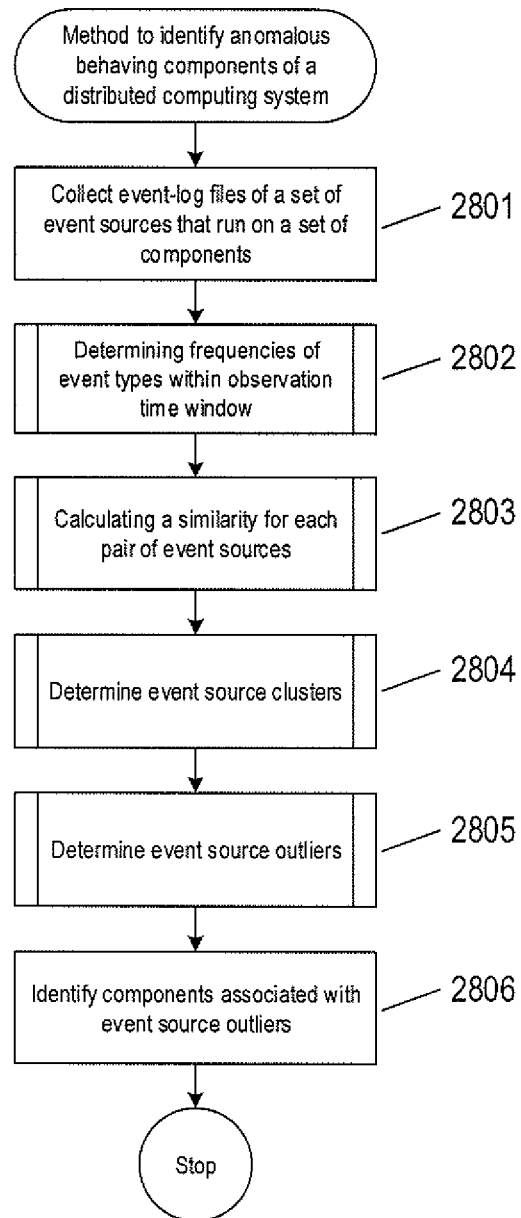 Method to identify anomalous
behaving components of a
distributed computing system
Collect event-log files of a set of
event sources that run on a set of
components
2801
Determining frequencies of
event types within observation
time window
2802
Calculating a similarity for each
pair of event sources
2803
Determine event source clusters
2804
Determine event source outliers
2805
Identify components associated with
event source outliers
2806
Stop